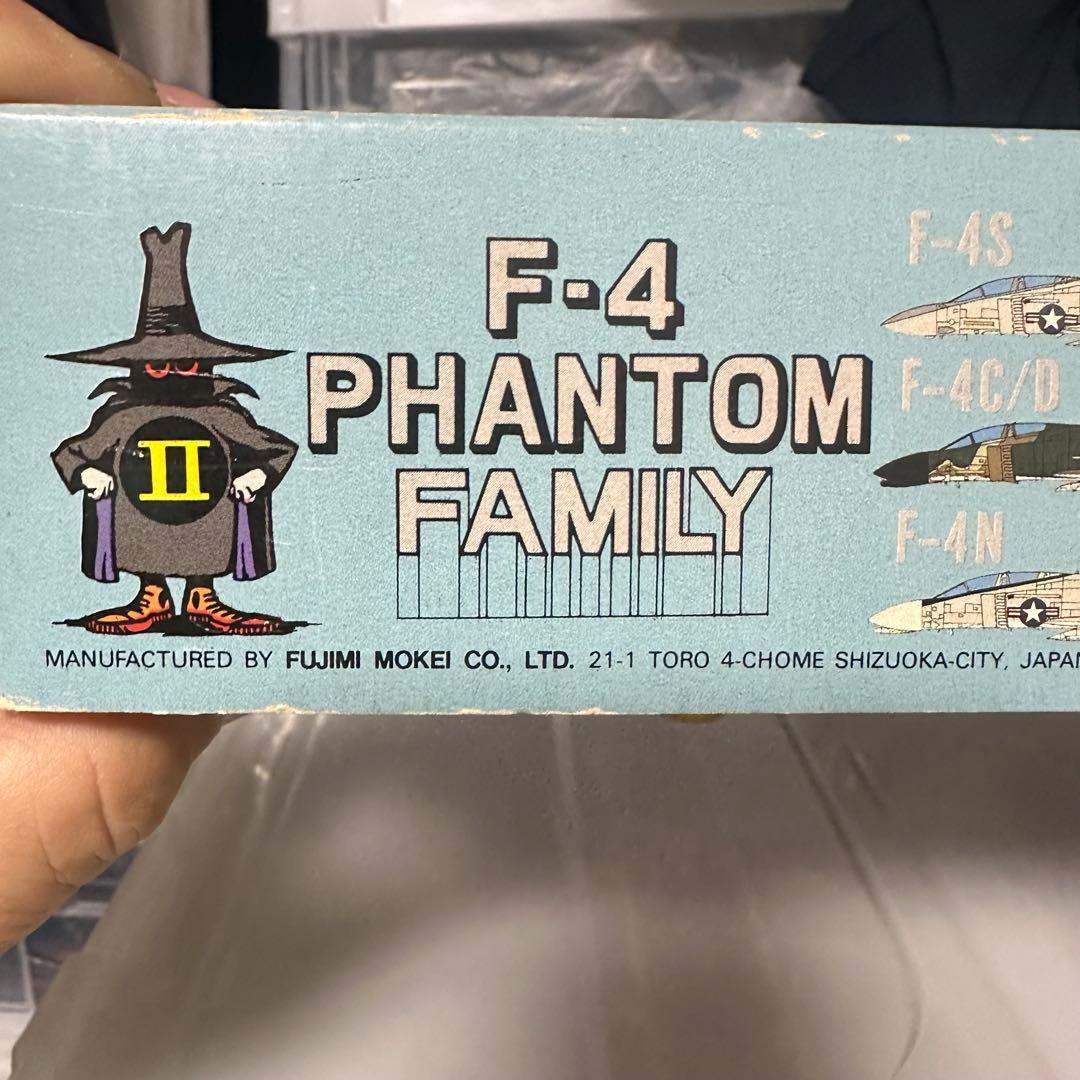 II
F-4
PHANTOM
FAMILY
F-4S
F-4C/D
F-4N
MANUFACTURED BY FUJIMI MOKEI CO., LTD. 21-1 TORO 4-CHOME SHIZUOKA-CITY, JAPAN